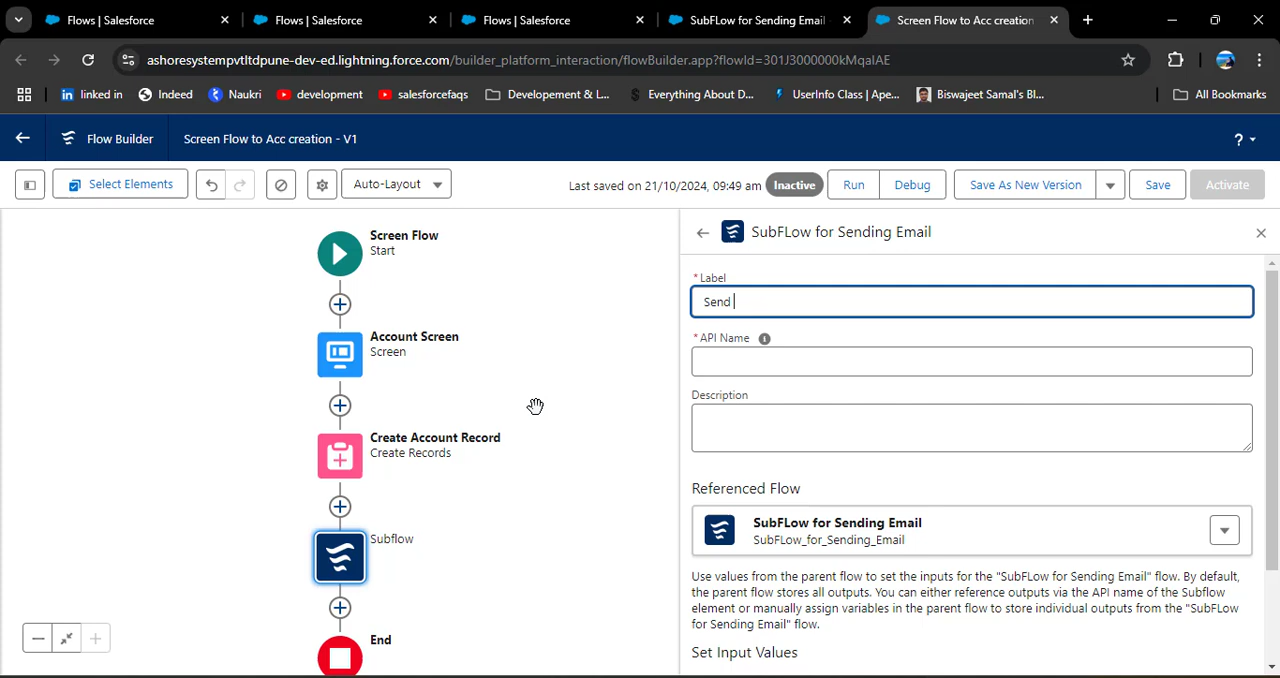 Flows | Salesforce
Flows | Salesforce
Flows | Salesforce
SubFLow for Sending Email
Screen Flow to Acc creation
ashoresystempvtltdpune-dev-ed.lightning.force.com/builder_platform_interaction/flowBuilder.app?flowId=301J3000000kMqaIAE
linked in
Indeed
Naukri
development
salesforcefaqs
Developement & L...
Everything About D...
UserInfo Class | Ape...
Biswajeet Samal's Bl...
All Bookmarks
Flow Builder
Screen Flow to Acc creation - V1
?
Select Elements
Auto-Layout
Last saved on 21/10/2024, 09:49 am
Inactive
Run
Debug
Save As New Version
Save
Activate
Screen Flow
Start
Account Screen
Screen
Create Account Record
Create Records
Subflow
End
SubFLow for Sending Email
* Label
Send
* API Name
Description
Referenced Flow
SubFLow for Sending Email
SubFLow_for_Sending_Email
Use values from the parent flow to set the inputs for the "SubFLow for Sending Email" flow. By default,
the parent flow stores all outputs. You can either reference outputs via the API name of the Subflow
element or manually assign variables in the parent flow to store individual outputs from the "SubFLow
for Sending Email" flow.
Set Input Values